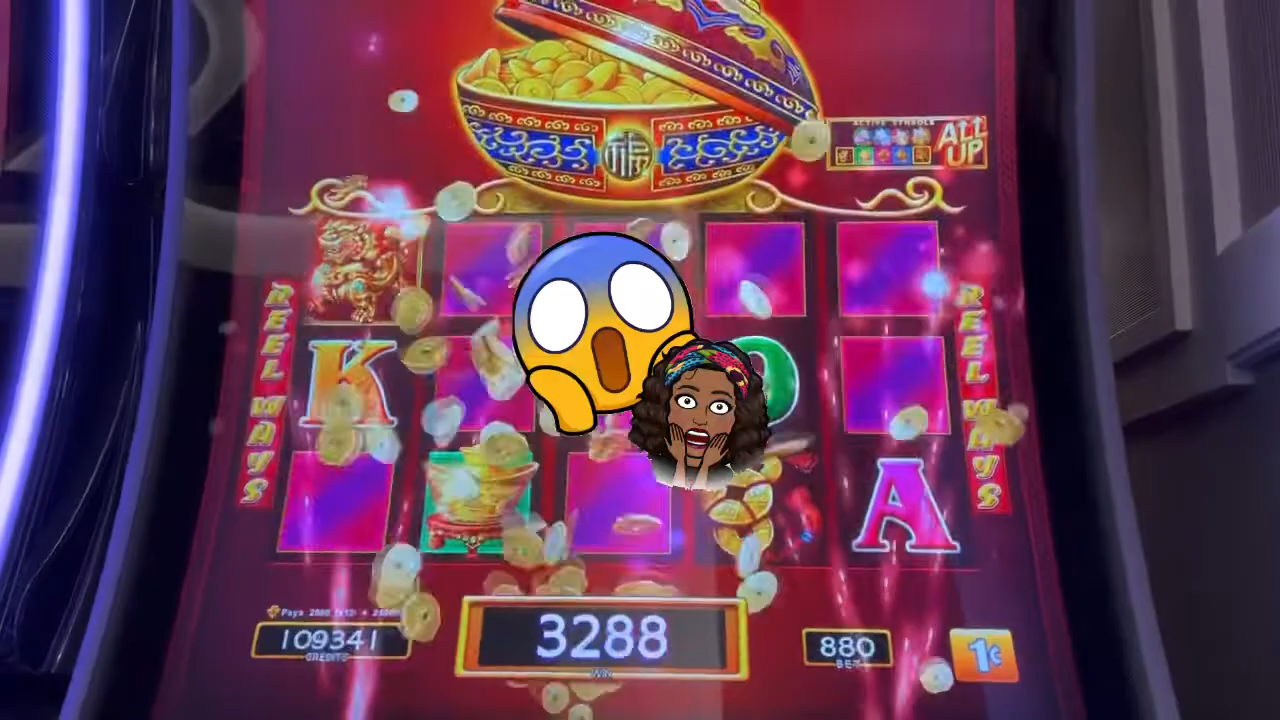 ACTIVE SYMBOLS
ALL
UP
REEL WAYS
REEL WAYS
K
A
109341
CREDITS
3288
WIN
880
BET
1¢